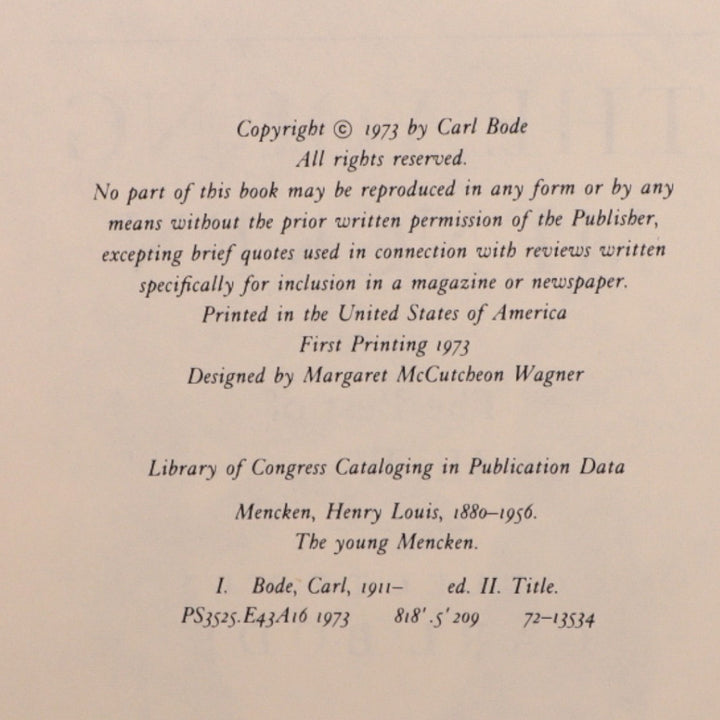 Copyright © 1973 by Carl Bode
All rights reserved.
No part of this book may be reproduced in any form or by any
means without the prior written permission of the Publisher,
excepting brief quotes used in connection with reviews written
specifically for inclusion in a magazine or newspaper.
Printed in the United States of America
First Printing 1973
Designed by Margaret McCutcheon Wagner
Library of Congress Cataloging in Publication Data
Mencken, Henry Louis, 1880–1956.
The young Mencken.
I. Bode, Carl, 1911– ed. II. Title.
PS3525.E43A16 1973 818'.5'209 72–13534